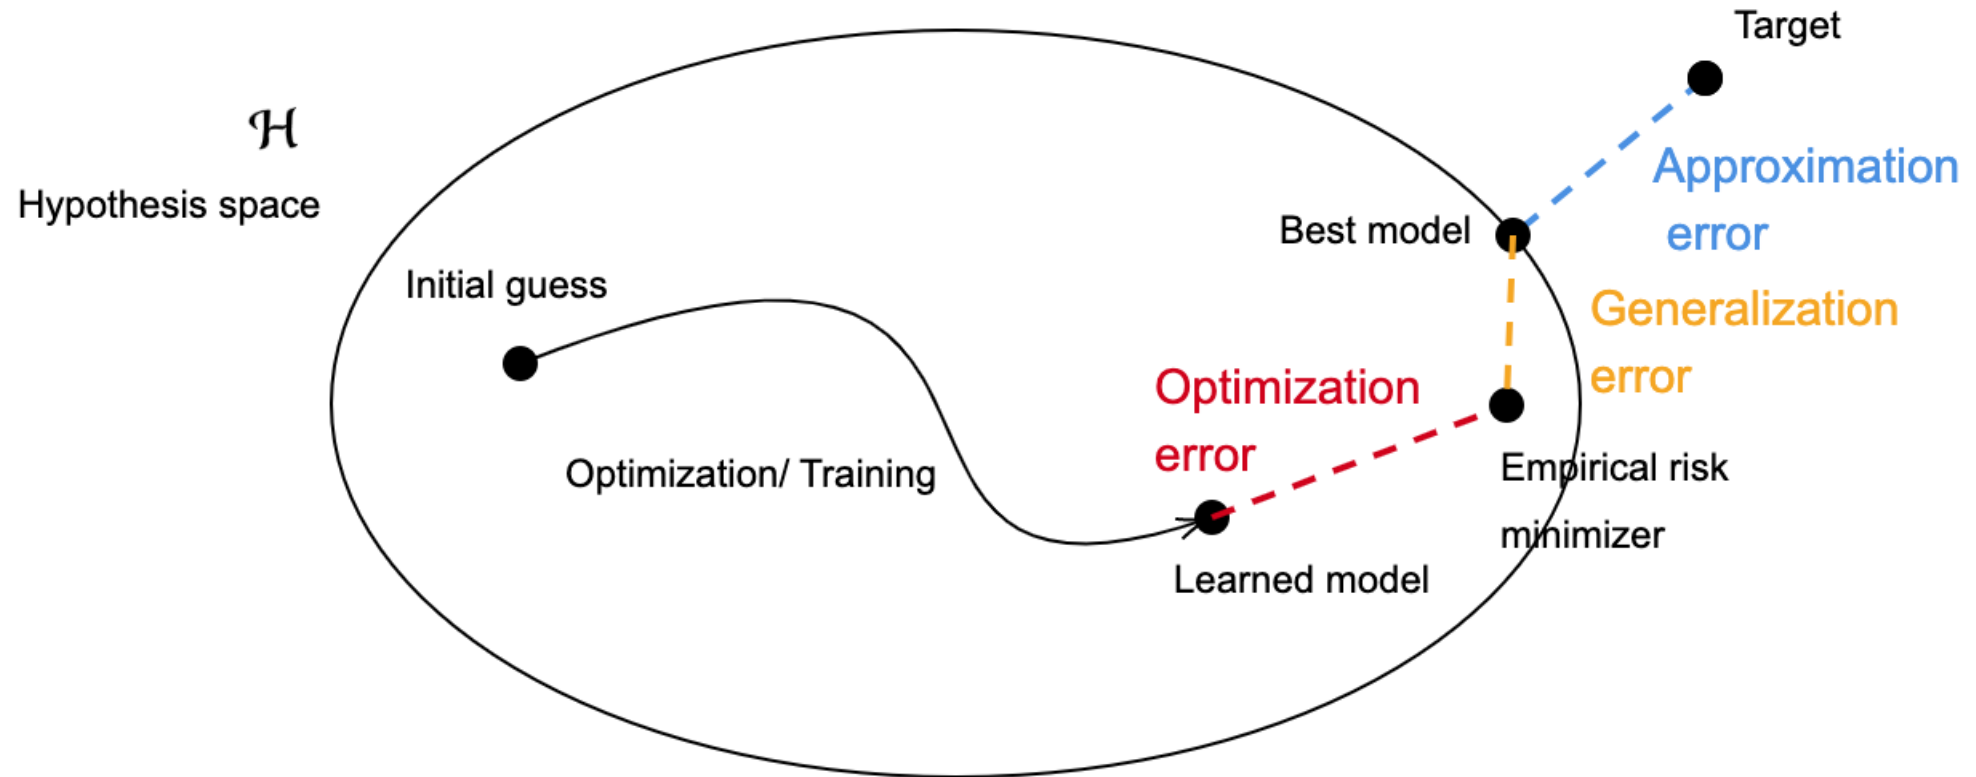 Target
ℋ
Approximation
error
Hypothesis space
Best model
Initial guess
Generalization
error
Optimization
error
Optimization/ Training
Empirical risk
minimizer
Learned model